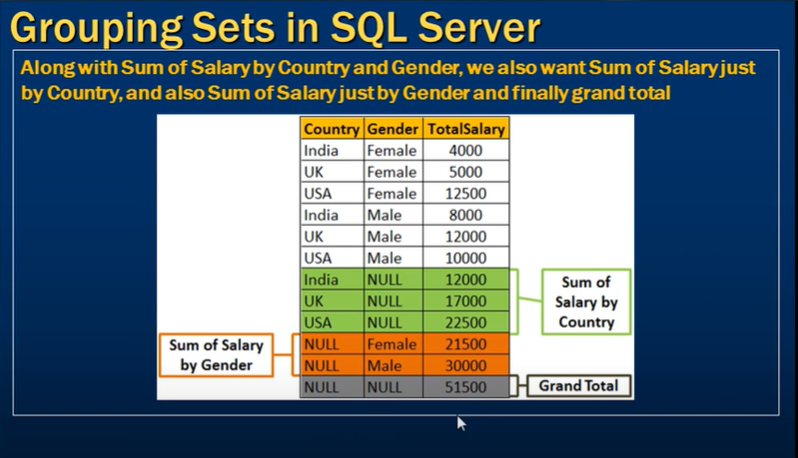 Grouping Sets in SQL Server
Along with Sum of Salary by Country and Gender, we also want Sum of Salary just
by Country, and also Sum of Salary just by Gender and finally grand total
Country Gender TotalSalary
India Female 4000
UK Female 5000
USA Female 12500
India Male 8000
UK Male 12000
USA Male 10000
India NULL 12000
UK NULL 17000
USA NULL 22500
Sum of
Salary by
Country
NULL Female 21500
NULL Male 30000
Sum of Salary
by Gender
NULL NULL 51500
Grand Total